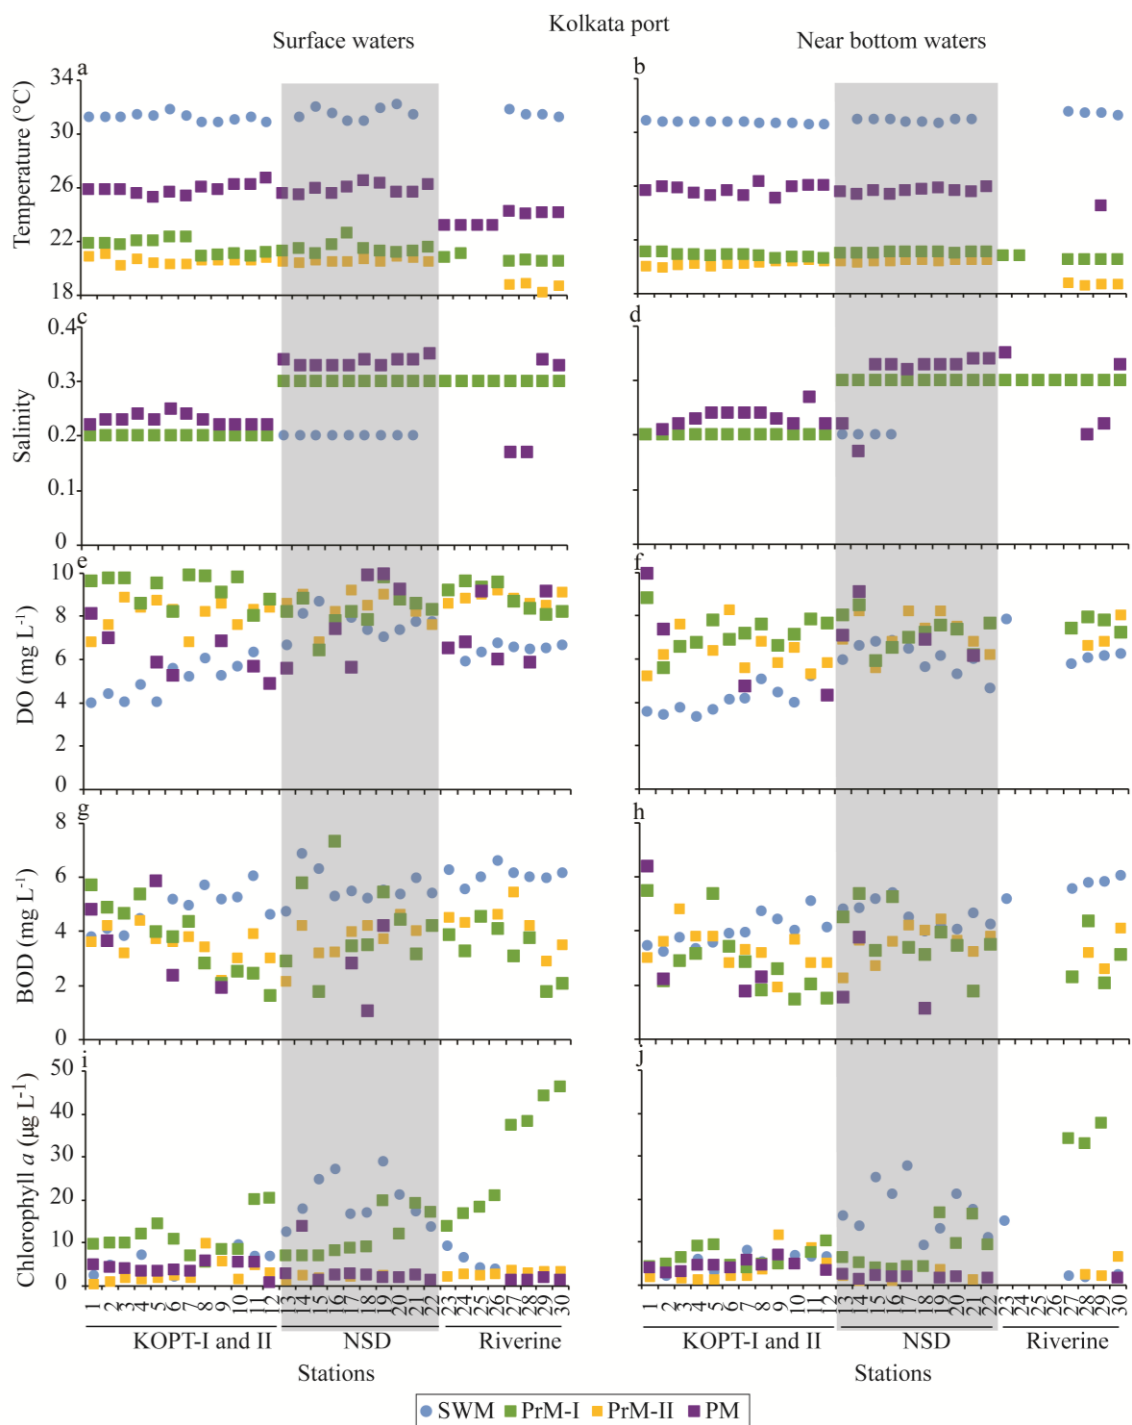 Kolkata port
Surface waters
Near bottom waters
a
b
Temperature (°C)
34
30
26
22
18
c
d
Salinity
0.4
0.3
0.2
0.1
0
e
f
DO (mg L-1)
10
8
6
4
2
0
g
h
BOD (mg L-1)
8
6
4
2
0
i
j
Chlorophyll a (µg L-1)
50
40
30
20
10
0
1 2 3 4 5 6 7 8 9 10 11 12 13 14 15 16 17 18 19 20 21 22 23 24 25 26 27 28 29 30
1 2 3 4 5 6 7 8 9 10 11 12 13 14 15 16 17 18 19 20 21 22 23 24 25 26 27 28 29 30
KOPT-I and II NSD Riverine
KOPT-I and II NSD Riverine
Stations
Stations
SWM PrM-I PrM-II PM